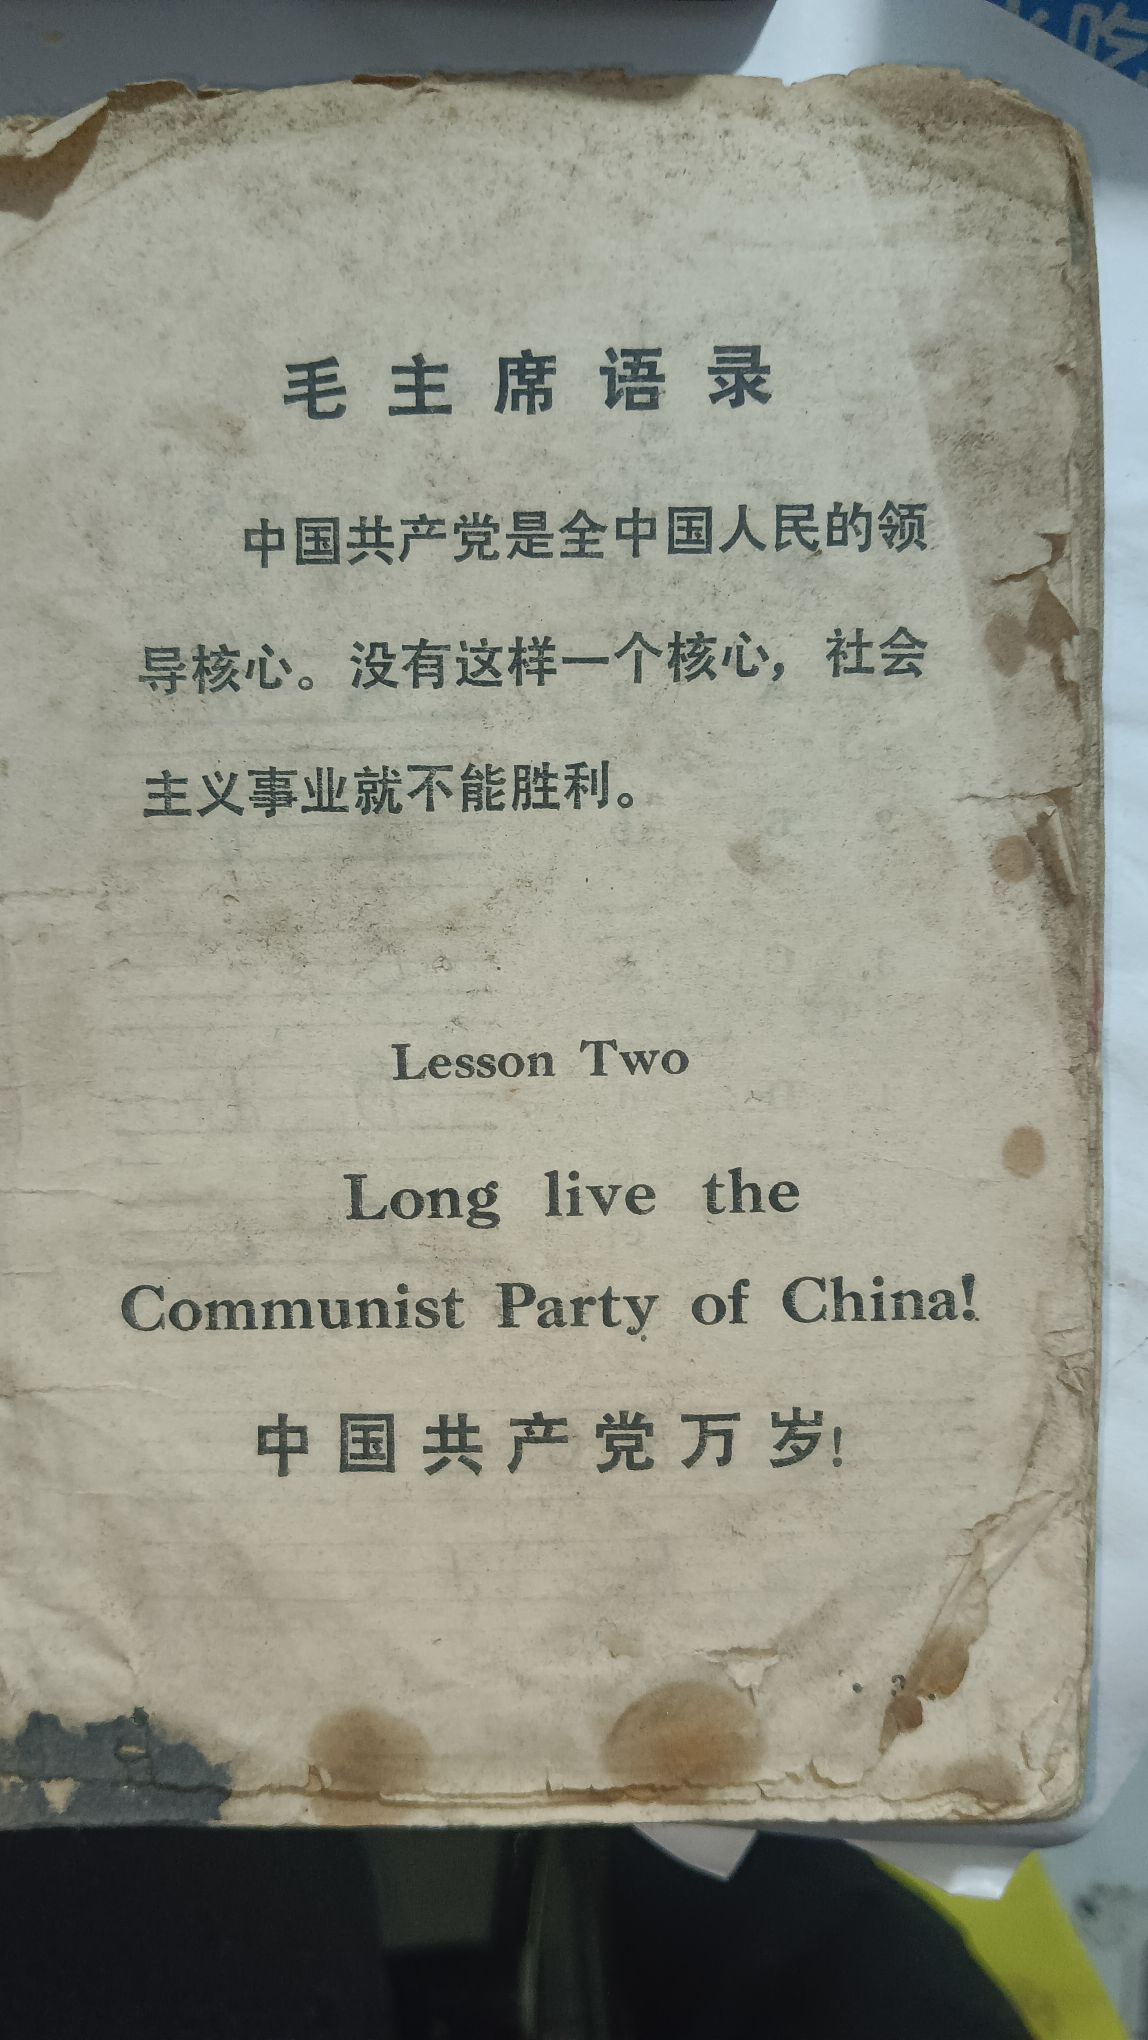 毛主席语录
中国共产党是全中国人民的领
导核心。没有这样一个核心，社会
主义事业就不能胜利。
Lesson Two
Long live the
Communist Party of China!
中国共产党万岁！
吃